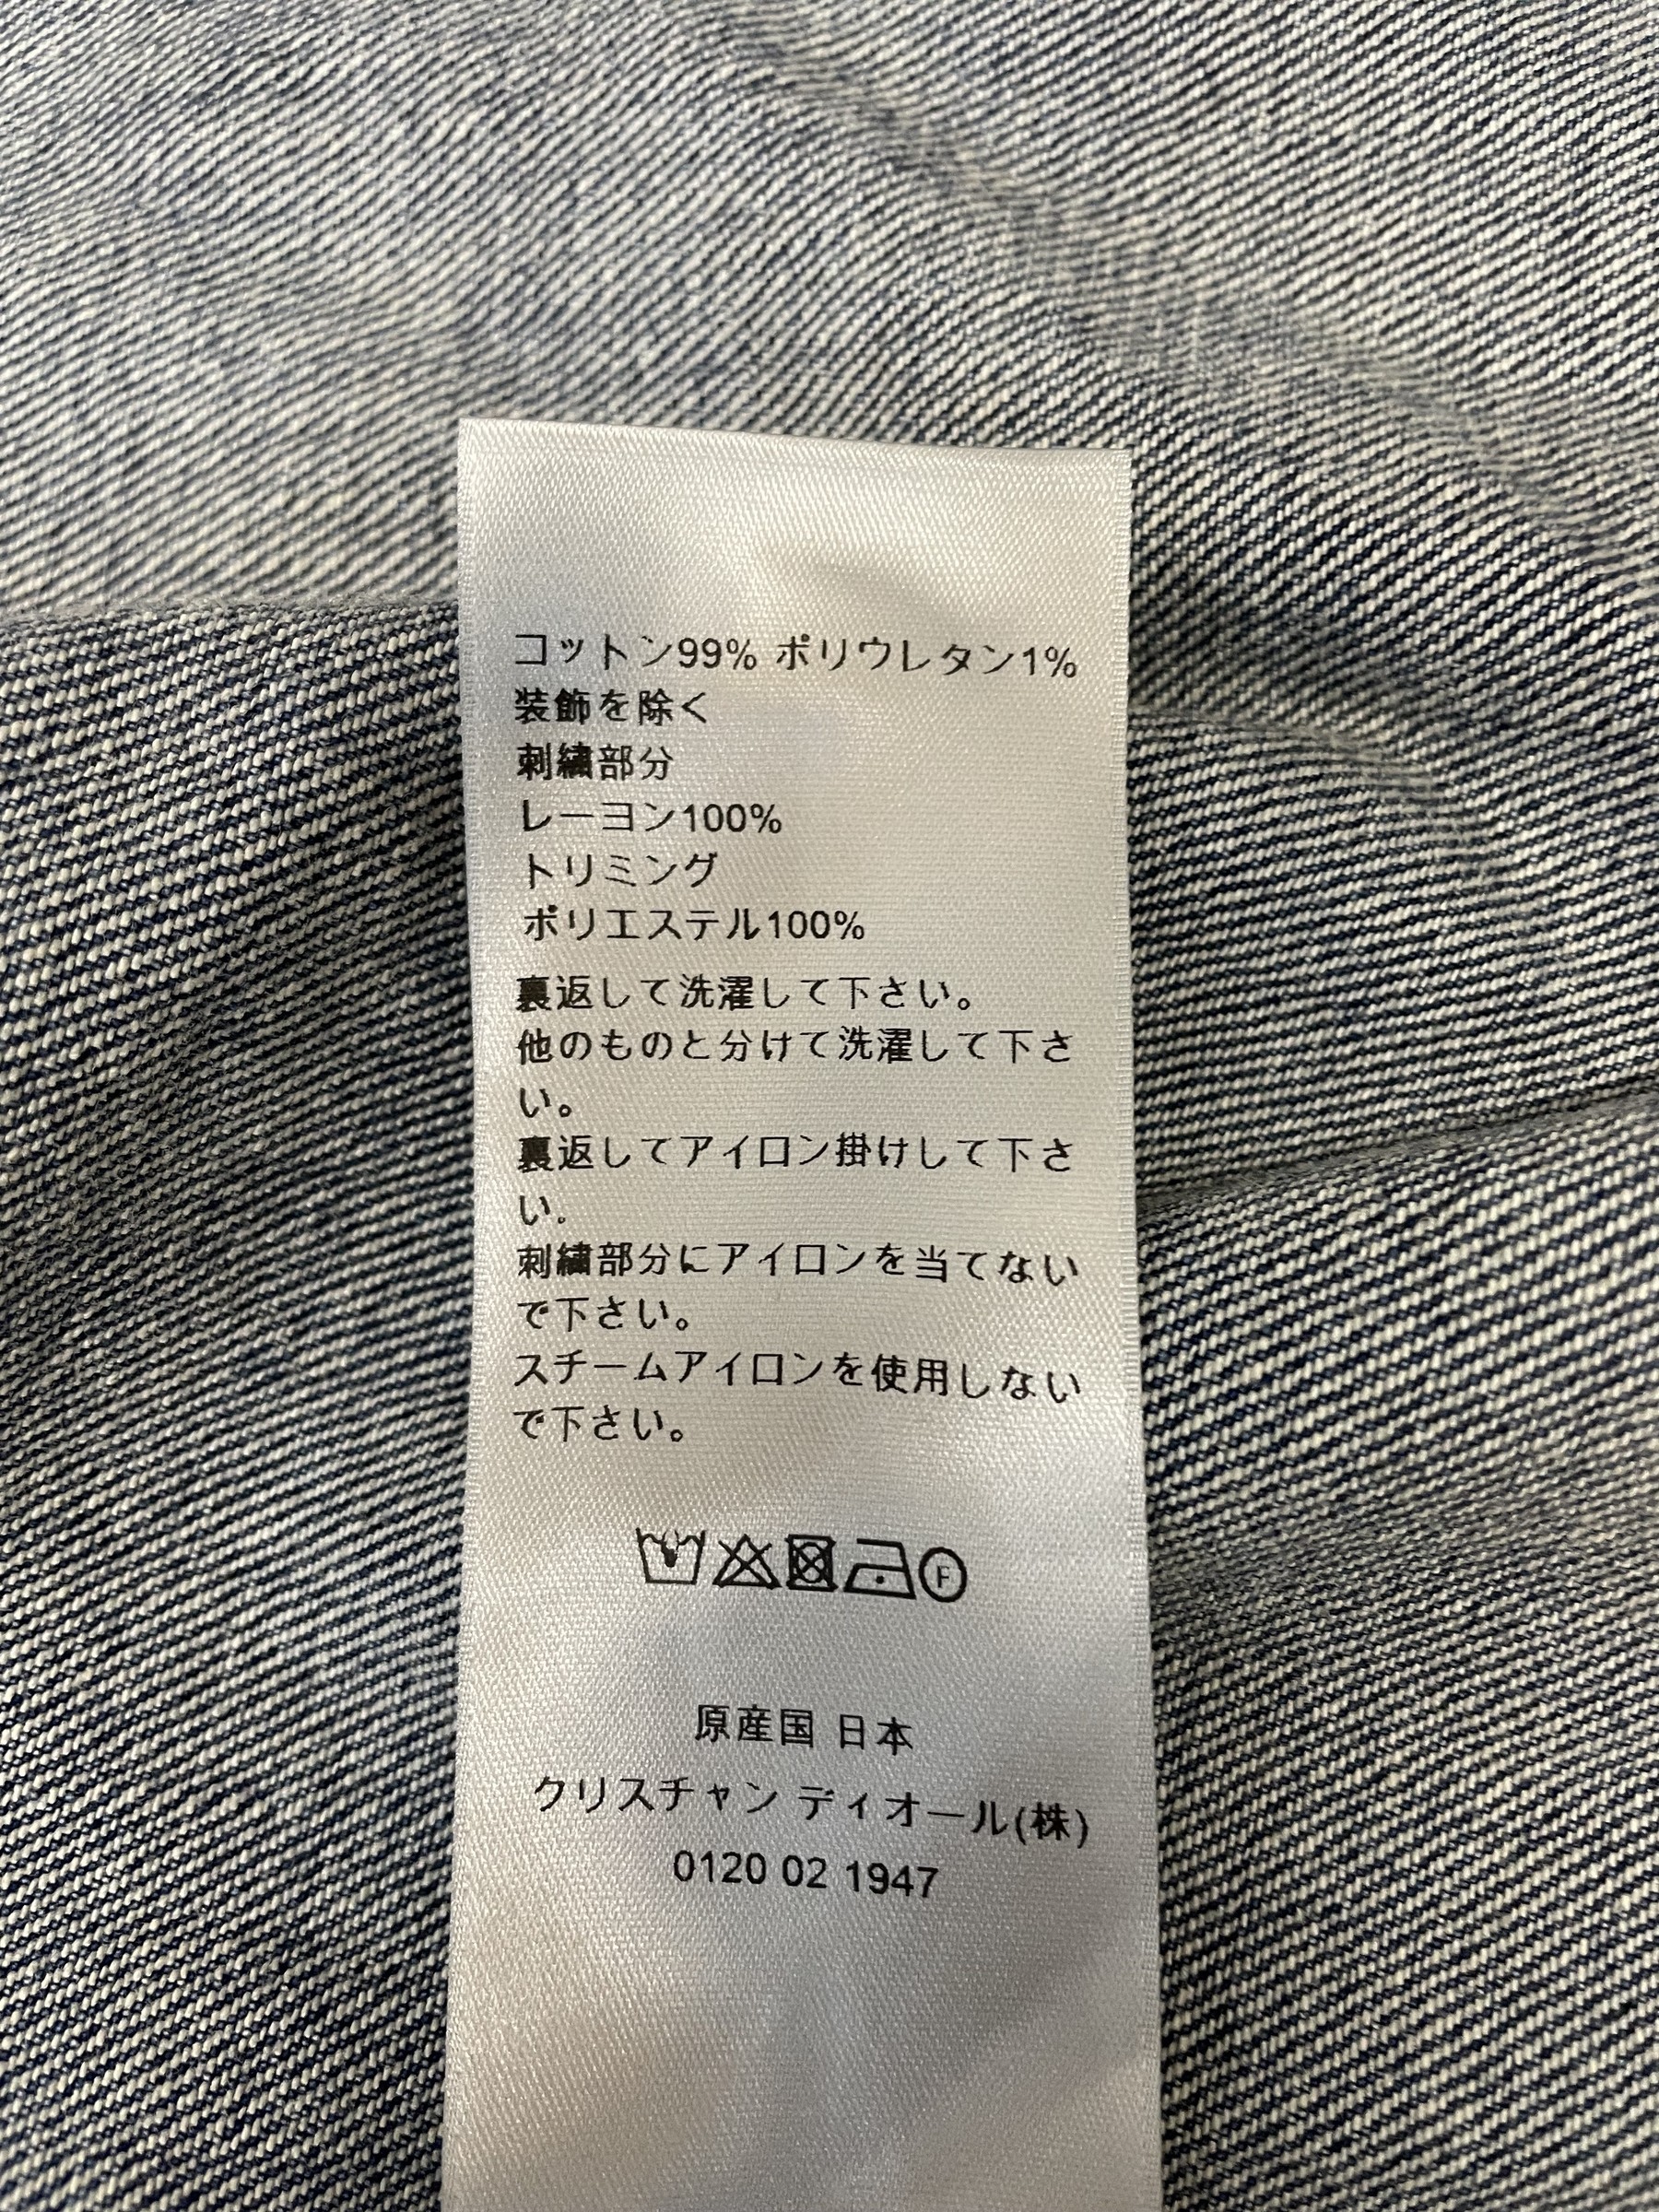 コットン99% ポリウレタン1%
装飾を除く
刺繍部分
レーヨン100%
トリミング
ポリエステル100%
裏返して洗濯して下さい。
他のものと分けて洗濯して下さ
い。
裏返してアイロン掛けして下さ
い.
刺繍部分にアイロンを当てない
で下さい。
スチームアイロンを使用しない
で下さい。
F
原産国 日本
クリスチャン ディオール(株)
0120 02 1947